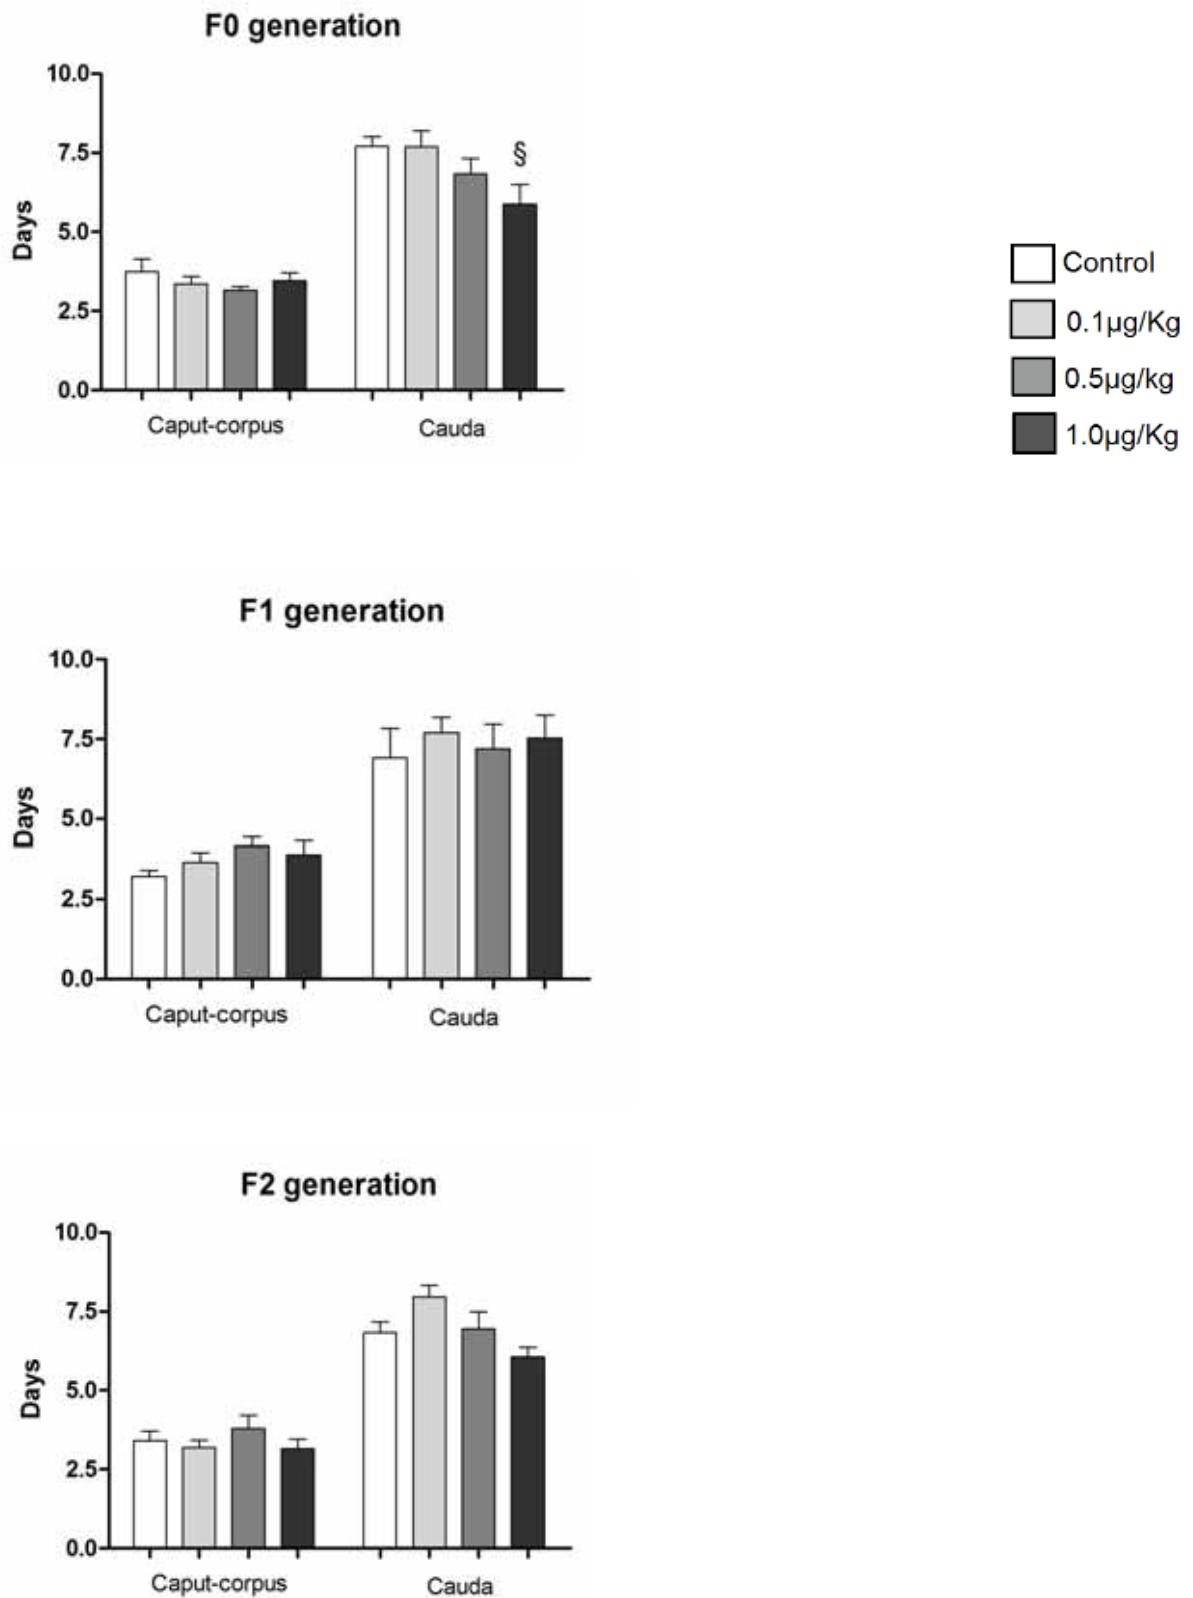 F0 generation
10.0
7.5
5.0
2.5
0.0
Days
§
Caput-corpus
Cauda
Control
0.1µg/Kg
0.5µg/kg
1.0µg/Kg
F1 generation
10.0
7.5
5.0
2.5
0.0
Days
Caput-corpus
Cauda
F2 generation
10.0
7.5
5.0
2.5
0.0
Days
Caput-corpus
Cauda